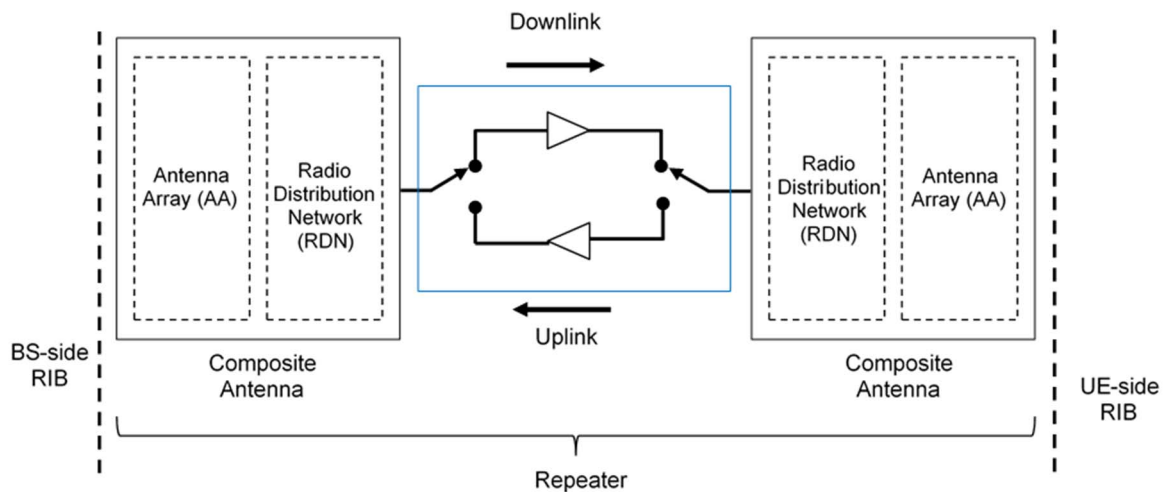 Downlink
Antenna
Array (AA)
Radio
Distribution
Network
(RDN)
Radio
Distribution
Network
(RDN)
Antenna
Array (AA)
Uplink
BS-side
RIB
Composite
Antenna
Composite
Antenna
UE-side
RIB
Repeater